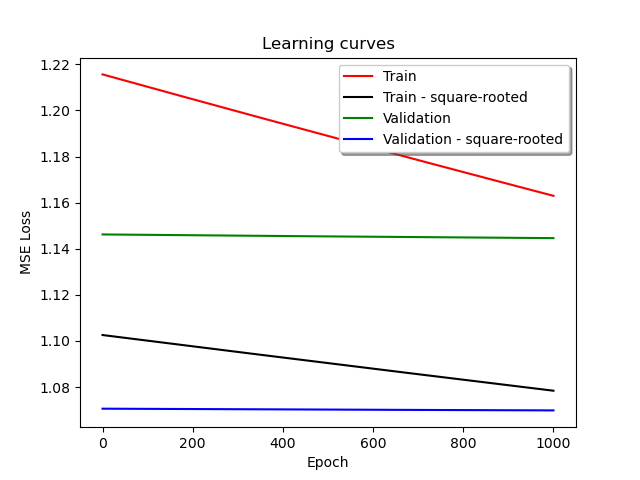 Learning curves
1.22
1.20
1.18
1.16
1.14
1.12
1.10
1.08
MSE Loss
Train
Train - square-rooted
Validation
Validation - square-rooted
0 200 400 600 800 1000
Epoch